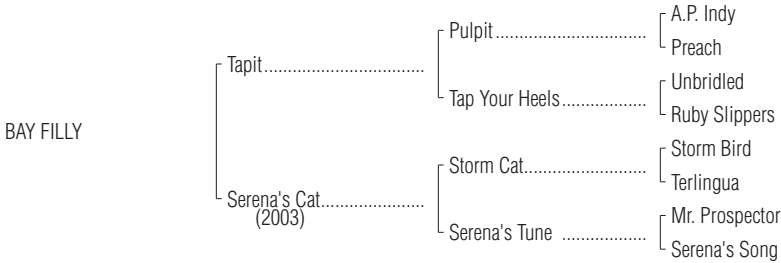 A.P. Indy
Pulpit................................
Preach
Tapit..................................
Unbridled
Tap Your Heels..................
Ruby Slippers
BAY FILLY
Storm Bird
Storm Cat..........................
Terlingua
Serena's Cat......................
(2003)
Mr. Prospector
Serena's Tune ..................
Serena's Song